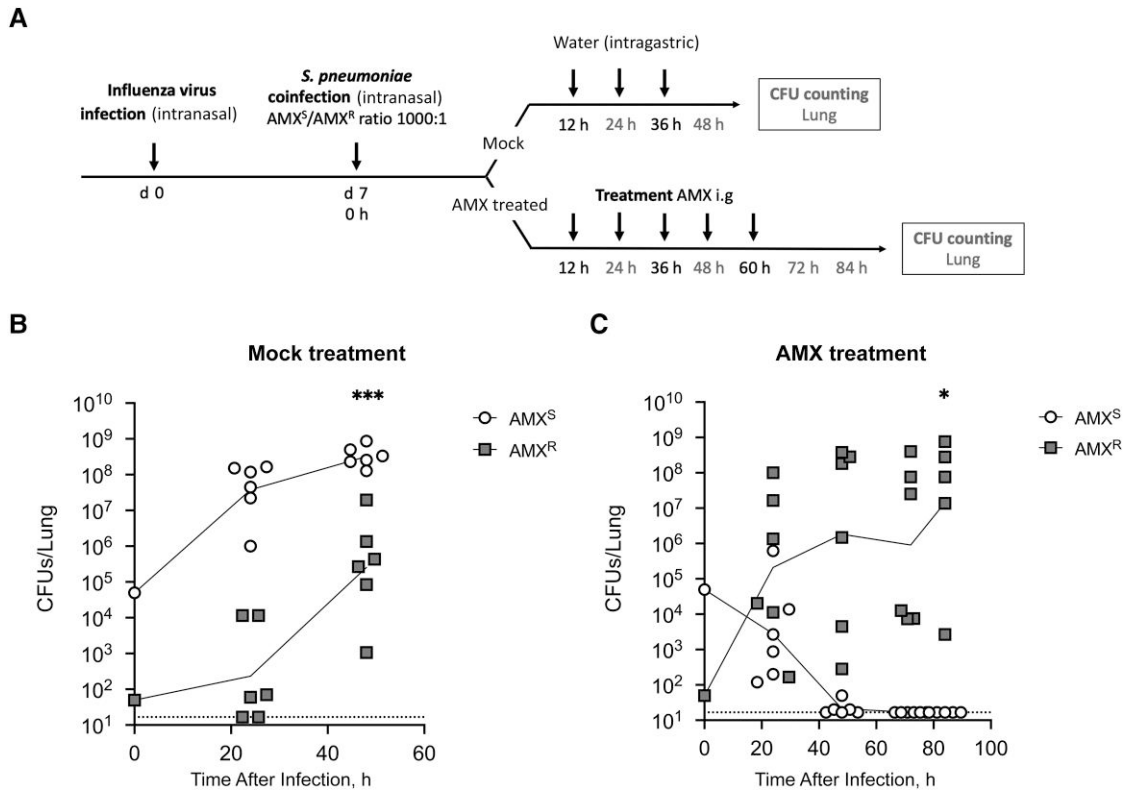 A
Influenza virus
infection (intranasal)
S. pneumoniae
coinfection (intranasal)
AMXˢ/AMXᴿ ratio 1000:1
d 0
d 7
0 h
Mock
AMX treated
Water (intragastric)
12 h 24 h 36 h 48 h
CFU counting
Lung
Treatment AMX i.g
12 h 24 h 36 h 48 h 60 h 72 h 84 h
CFU counting
Lung
B
Mock treatment
***
CFUs/Lung
10¹⁰
10⁹
10⁸
10⁷
10⁶
10⁵
10⁴
10³
10²
10¹
0 20 40 60
Time After Infection, h
AMXˢ
AMXᴿ
C
AMX treatment
*
CFUs/Lung
10¹⁰
10⁹
10⁸
10⁷
10⁶
10⁵
10⁴
10³
10²
10¹
0 20 40 60 80 100
Time After Infection, h
AMXˢ
AMXᴿ